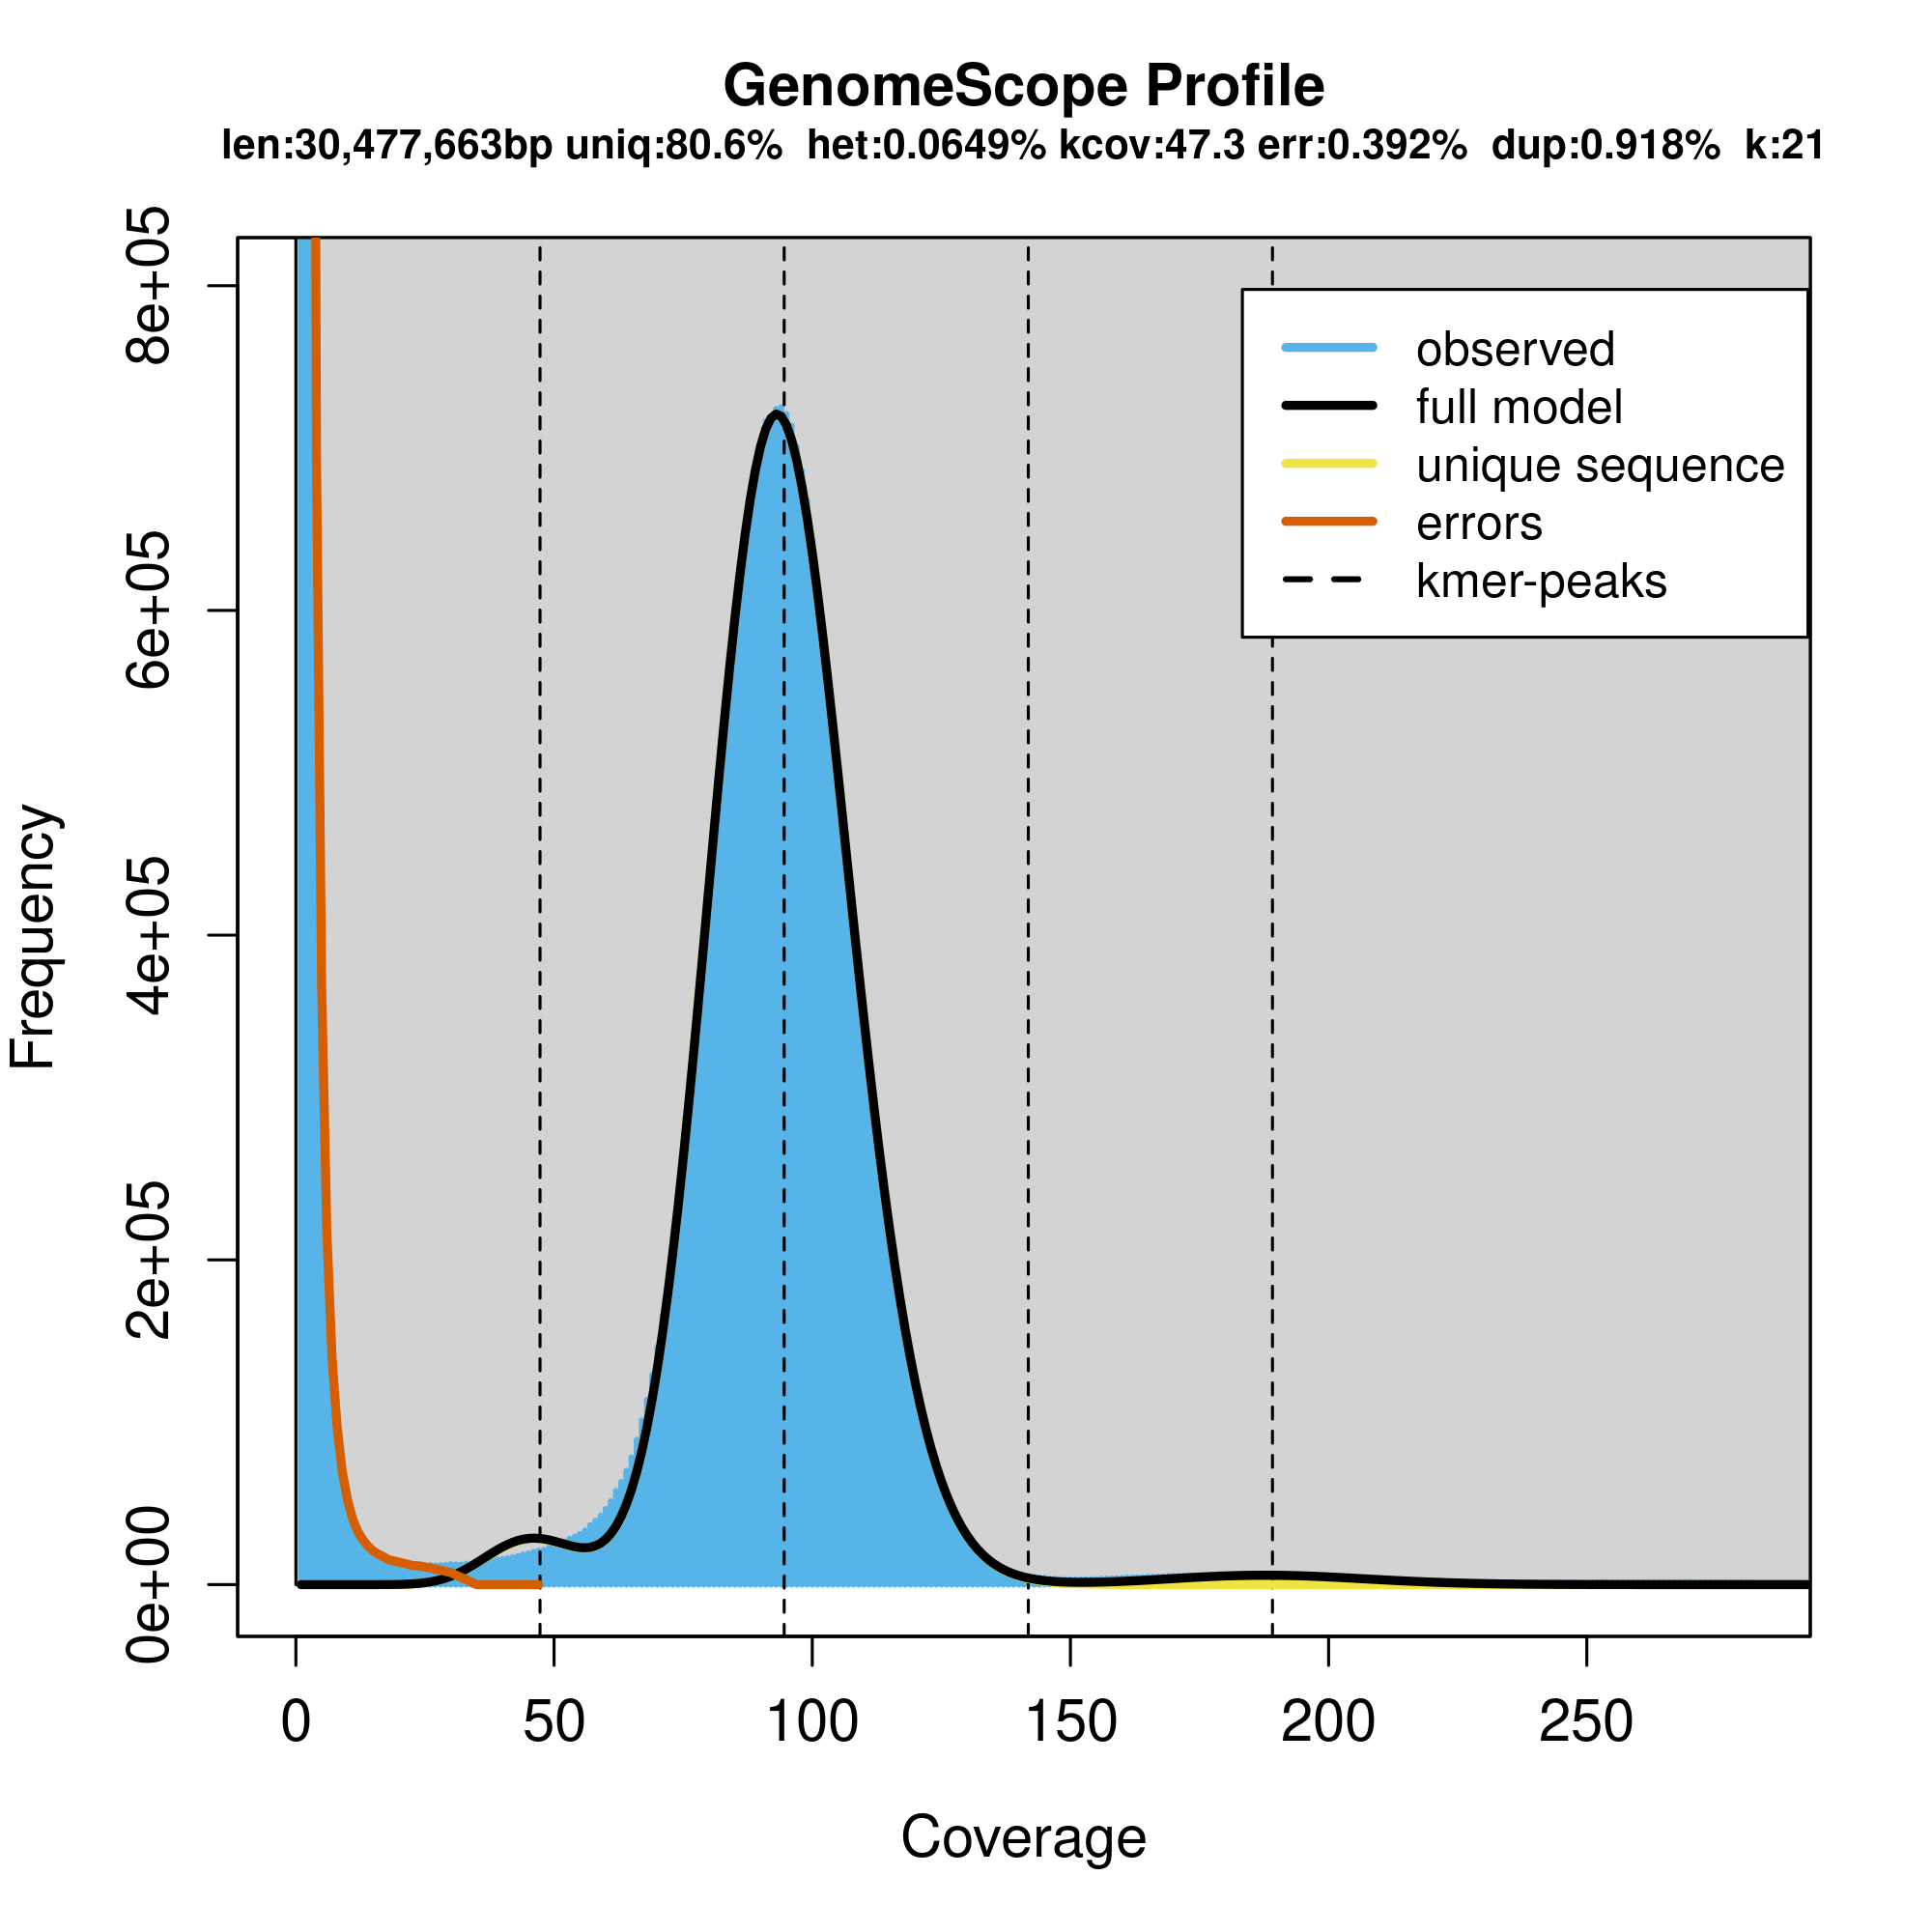 GenomeScope Profile
len:30,477,663bp uniq:80.6%  het:0.0649% kcov:47.3 err:0.392%  dup:0.918%  k:21
observed
full model
unique sequence
errors
kmer-peaks
Frequency
8e+05
6e+05
4e+05
2e+05
0e+00
0 50 100 150 200 250
Coverage